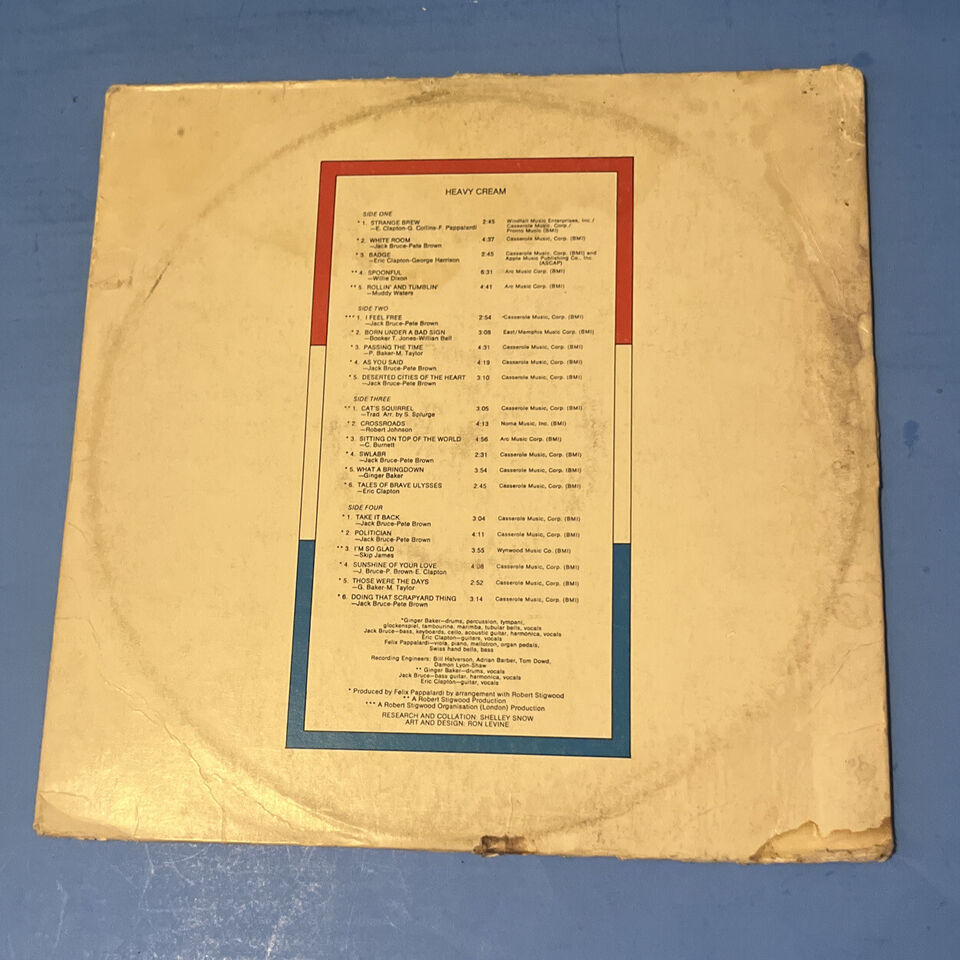 HEAVY CREAM
SIDE ONE
* 1. STRANGE BREW 2:45 Windfall Music Enterprises, Inc./
—E. Clapton-G. Collins-F. Pappalardi Casserole Music, Corp./
Pronto Music (BMI)
* 2. WHITE ROOM 4:37 Casserole Music, Corp. (BMI)
—Jack Bruce-Pete Brown
* 3. BADGE 2:45 Casserole Music, Corp. (BMI) and
—Eric Clapton-George Harrison Apple Music Publishing Co., Inc.
(ASCAP)
** 4. SPOONFUL 6:31 Arc Music Corp. (BMI)
—Willie Dixon
** 5. ROLLIN' AND TUMBLIN' 4:41 Arc Music Corp. (BMI)
—Muddy Waters
SIDE TWO
*** 1. I FEEL FREE 2:54 Casserole Music, Corp. (BMI)
—Jack Bruce-Pete Brown
* 2. BORN UNDER A BAD SIGN 3:08 East/Memphis Music Corp. (BMI)
—Booker T. Jones-Willian Bell
* 3. PASSING THE TIME 4:31 Casserole Music, Corp. (BMI)
—P. Baker-M. Taylor
* 4. AS YOU SAID 4:19 Casserole Music, Corp. (BMI)
—Jack Bruce-Pete Brown
* 5. DESERTED CITIES OF THE HEART 3:10 Casserole Music, Corp. (BMI)
—Jack Bruce-Pete Brown
SIDE THREE
** 1. CAT'S SQUIRREL 3:05 Casserole Music, Corp. (BMI)
—Trad. Arr. by S. Splurge
* 2. CROSSROADS 4:13 Noma Music, Inc. (BMI)
—Robert Johnson
* 3. SITTING ON TOP OF THE WORLD 4:56 Arc Music Corp. (BMI)
—C. Burnett
* 4. SWLABR 2:31 Casserole Music, Corp. (BMI)
—Jack Bruce-Pete Brown
* 5. WHAT A BRINGDOWN 3:54 Casserole Music, Corp. (BMI)
—Ginger Baker
* 6. TALES OF BRAVE ULYSSES 2:45 Casserole Music, Corp. (BMI)
—Eric Clapton
SIDE FOUR
* 1. TAKE IT BACK 3:04 Casserole Music, Corp. (BMI)
—Jack Bruce-Pete Brown
* 2. POLITICIAN 4:11 Casserole Music, Corp. (BMI)
—Jack Bruce-Pete Brown
** 3. I'M SO GLAD 3:55 Wynwood Music Co. (BMI)
—Skip James
* 4. SUNSHINE OF YOUR LOVE 4:08 Casserole Music, Corp. (BMI)
—J. Bruce-P. Brown-E. Clapton
* 5. THOSE WERE THE DAYS 2:52 Casserole Music, Corp. (BMI)
—G. Baker-M. Taylor
* 6. DOING THAT SCRAPYARD THING 3:14 Casserole Music, Corp. (BMI)
—Jack Bruce-Pete Brown
*Ginger Baker—drums, percussion, tympani,
glockenspiel, tambourine, marimba, tubular bells, vocals
Jack Bruce—bass, keyboards, cello, acoustic guitar, harmonica, vocals
Eric Clapton—guitars, vocals
Felix Pappalardi—viola, piano, mellotron, organ pedals,
Swiss hand bells, bass
Recording Engineers: Bill Halverson, Adrian Barber, Tom Dowd,
Damon Lyon-Shaw
** Ginger Baker—drums, vocals
Jack Bruce—bass guitar, harmonica, vocals
Eric Clapton—guitar, vocals
* Produced by Felix Pappalardi by arrangement with Robert Stigwood
** A Robert Stigwood Production
*** A Robert Stigwood Organisation (London) Production
RESEARCH AND COLLATION: SHELLEY SNOW
ART AND DESIGN: RON LEVINE